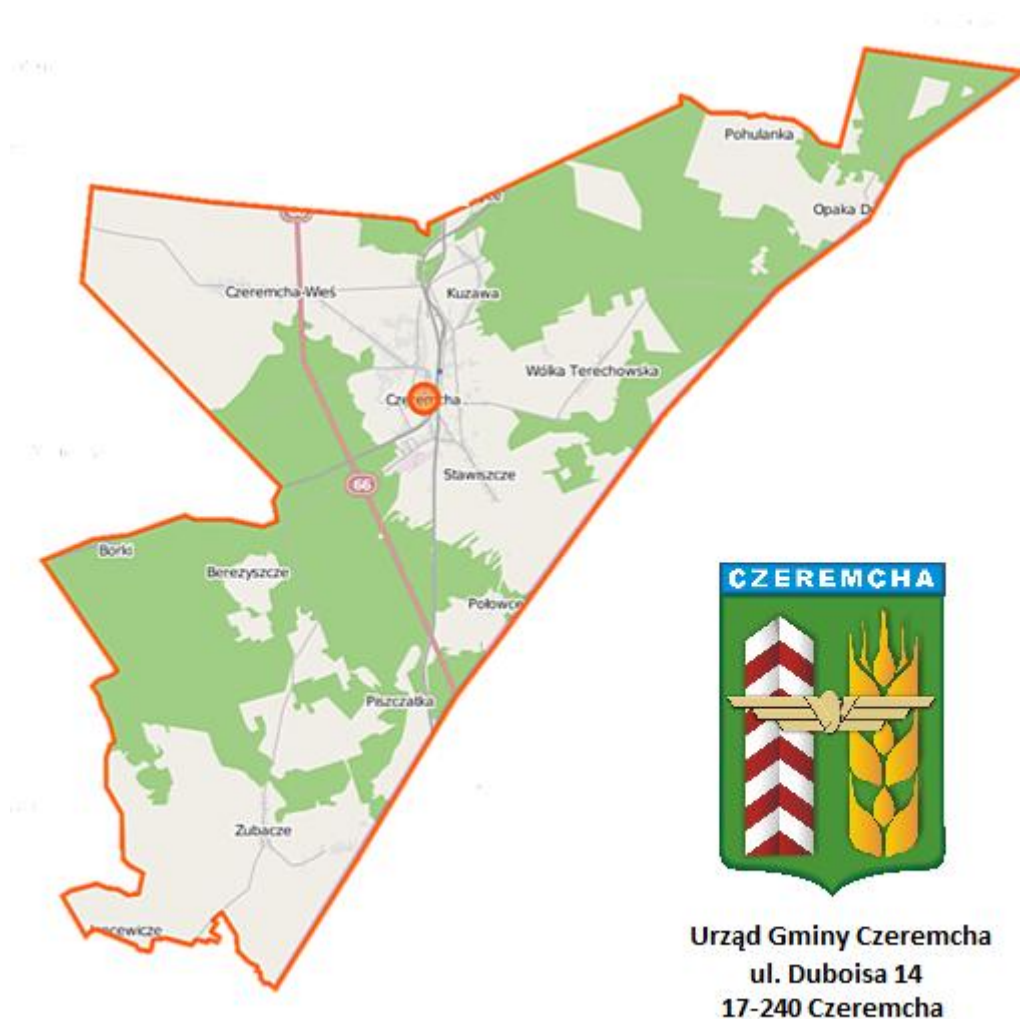 Pohulanka
Opaka D
Czeremcha-Wieś
Kuzawa
Wólka Terechowska
Czeremcha
Stawiszcze
66
Borki
Berezyszcze
Połowce
CZEREMCHA
Piszczatka
Zubacze
Urząd Gminy Czeremcha
ul. Duboisa 14
17-240 Czeremcha